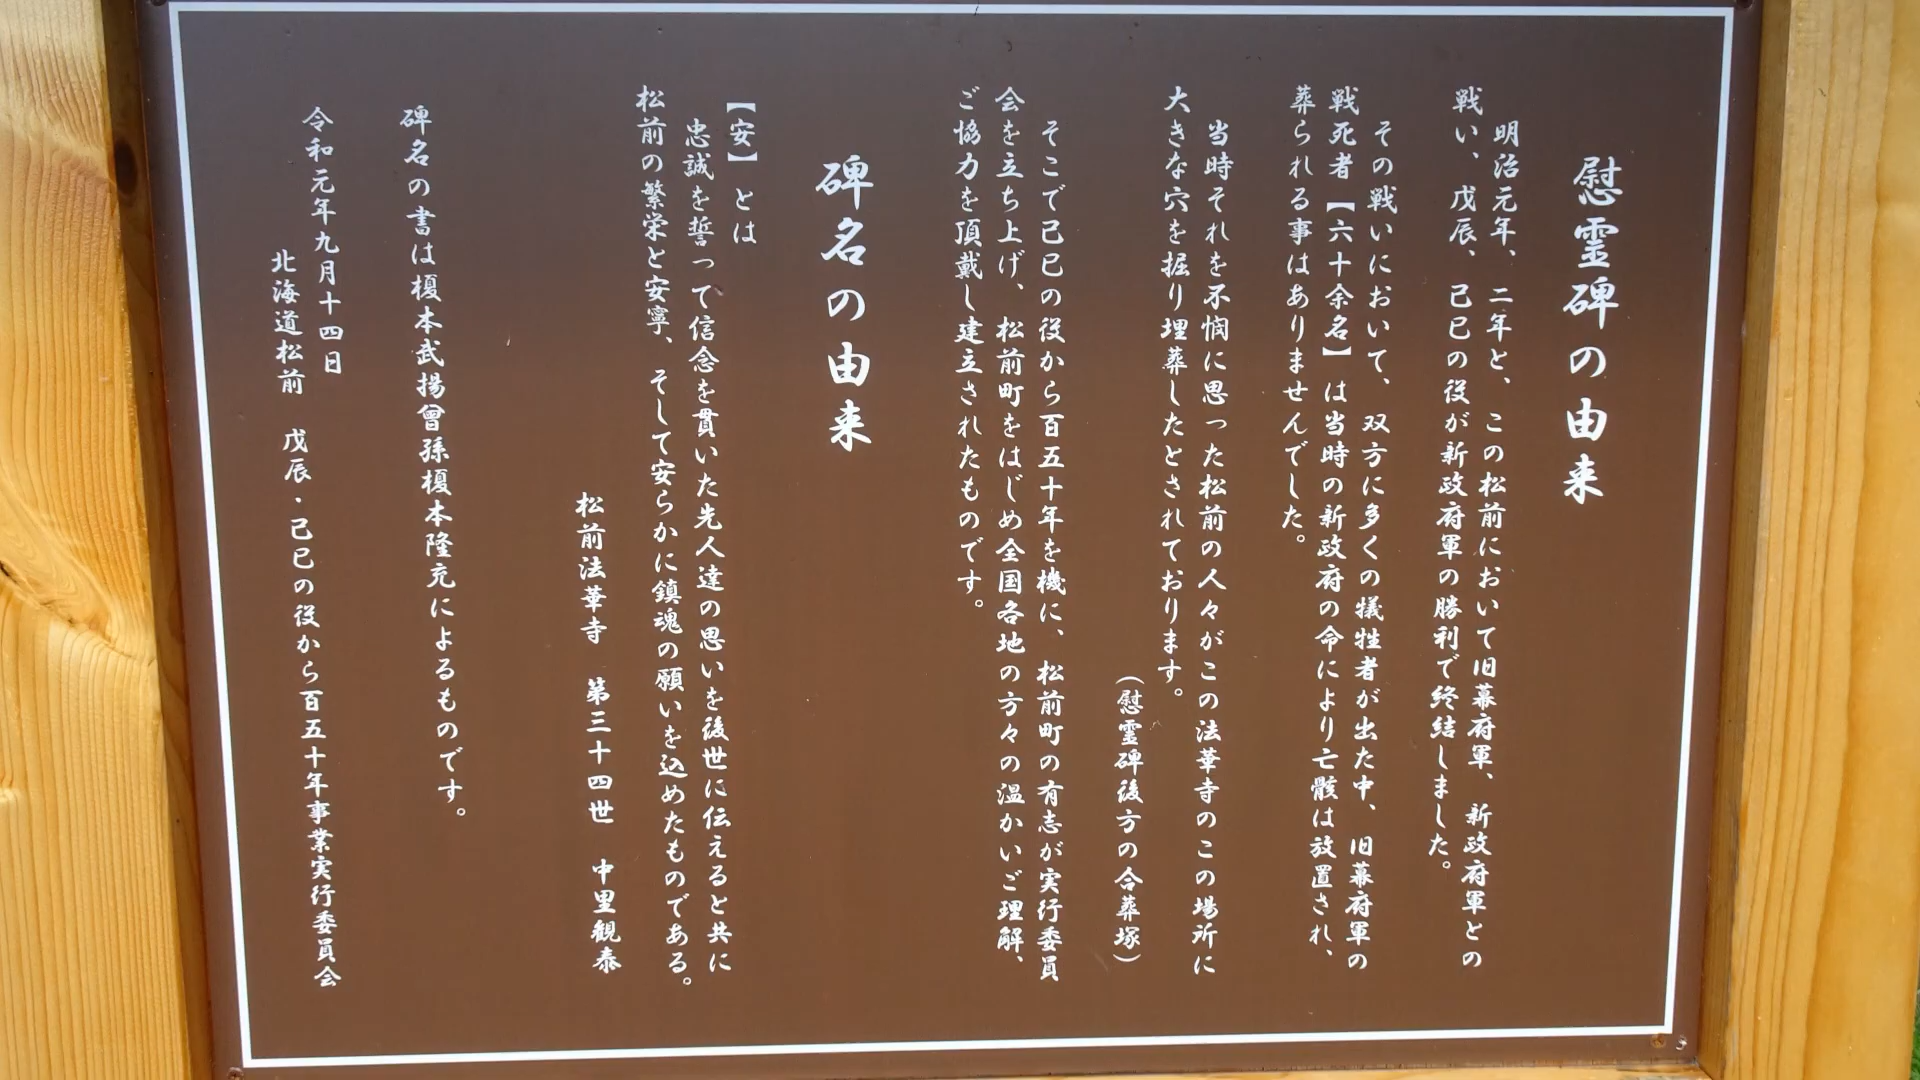 慰霊碑の由来
明治元年、二年と、この松前において旧幕府軍、新政府軍との
戦い、戊辰、己巳の役が新政府軍の勝利で終結しました。
その戦いにおいて、双方に多くの犠牲者が出た中、旧幕府軍の
戦死者【六十余名】は当時の新政府の命により亡骸は放置され、
葬られる事はありませんでした。
当時それを不憫に思った松前の人々がこの法華寺のこの場所に
大きな穴を掘り埋葬したとされております。
(慰霊碑後方の合葬塚)
そこで己巳の役から百五十年を機に、松前町の有志が実行委員
会を立ち上げ、松前町をはじめ全国各地の方々の温かいご理解、
ご協力を頂戴し建立されたものです。
碑名の由来
【安】とは
忠誠を誓って信念を貫いた先人達の思いを後世に伝えると共に
松前の繁栄と安寧、そして安らかに鎮魂の願いを込めたものである。
松前法華寺 第三十四世 中里観泰
碑名の書は榎本武揚曾孫榎本隆充によるものです。
令和元年九月十四日
北海道松前 戊辰・己巳の役から百五十年事業実行委員会